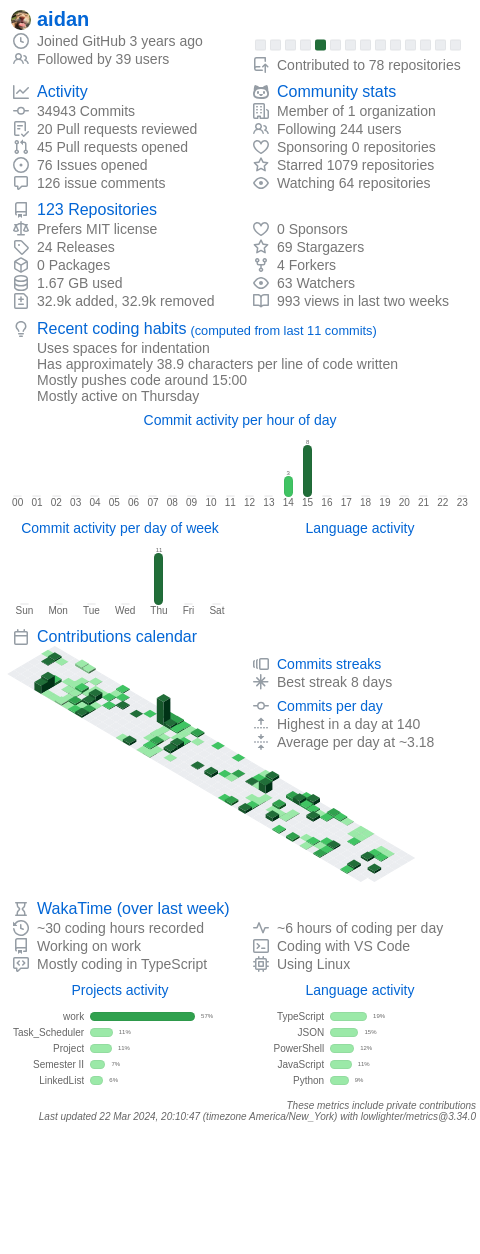 aidan
Joined GitHub 3 years ago
Followed by 39 users
Contributed to 78 repositories
Activity
34943 Commits
20 Pull requests reviewed
45 Pull requests opened
76 Issues opened
126 issue comments
Community stats
Member of 1 organization
Following 244 users
Sponsoring 0 repositories
Starred 1079 repositories
Watching 64 repositories
123 Repositories
Prefers MIT license
24 Releases
0 Packages
1.67 GB used
32.9k added, 32.9k removed
0 Sponsors
69 Stargazers
4 Forkers
63 Watchers
993 views in last two weeks
Recent coding habits (computed from last 11 commits)
Uses spaces for indentation
Has approximately 38.9 characters per line of code written
Mostly pushes code around 15:00
Mostly active on Thursday
Commit activity per hour of day
3 8
00 01 02 03 04 05 06 07 08 09 10 11 12 13 14 15 16 17 18 19 20 21 22 23
Commit activity per day of week
11
Sun Mon Tue Wed Thu Fri Sat
Language activity
Contributions calendar
Commits streaks
Best streak 8 days
Commits per day
Highest in a day at 140
Average per day at ~3.18
WakaTime (over last week)
~30 coding hours recorded
Working on work
Mostly coding in TypeScript
~6 hours of coding per day
Coding with VS Code
Using Linux
Projects activity
work 57%
Task_Scheduler 11%
Project 11%
Semester II 7%
LinkedList 6%
Language activity
TypeScript 19%
JSON 15%
PowerShell 12%
JavaScript 11%
Python 9%
These metrics include private contributions
Last updated 22 Mar 2024, 20:10:47 (timezone America/New_York) with lowlighter/metrics@3.34.0